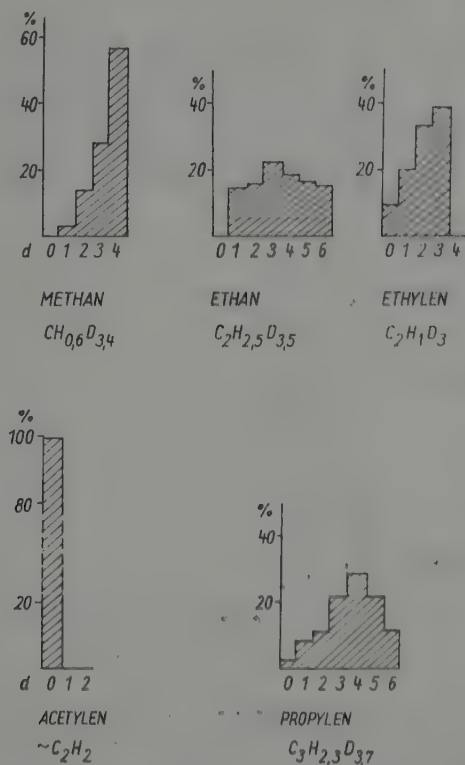 %
60
40
20
d 0 1 2 3 4
METHAN
CH0,6D3,4
%
40
20
0 1 2 3 4 5 6
ETHAN
C2H2,5D3,5
%
40
20
0 1 2 3 4
ETHYLEN
C2H1D3
%
100
80
20
d 0 1 2
ACETYLEN
~C2H2
%
40
20
0 1 2 3 4 5 6
PROPYLEN
C3H2,3D3,7